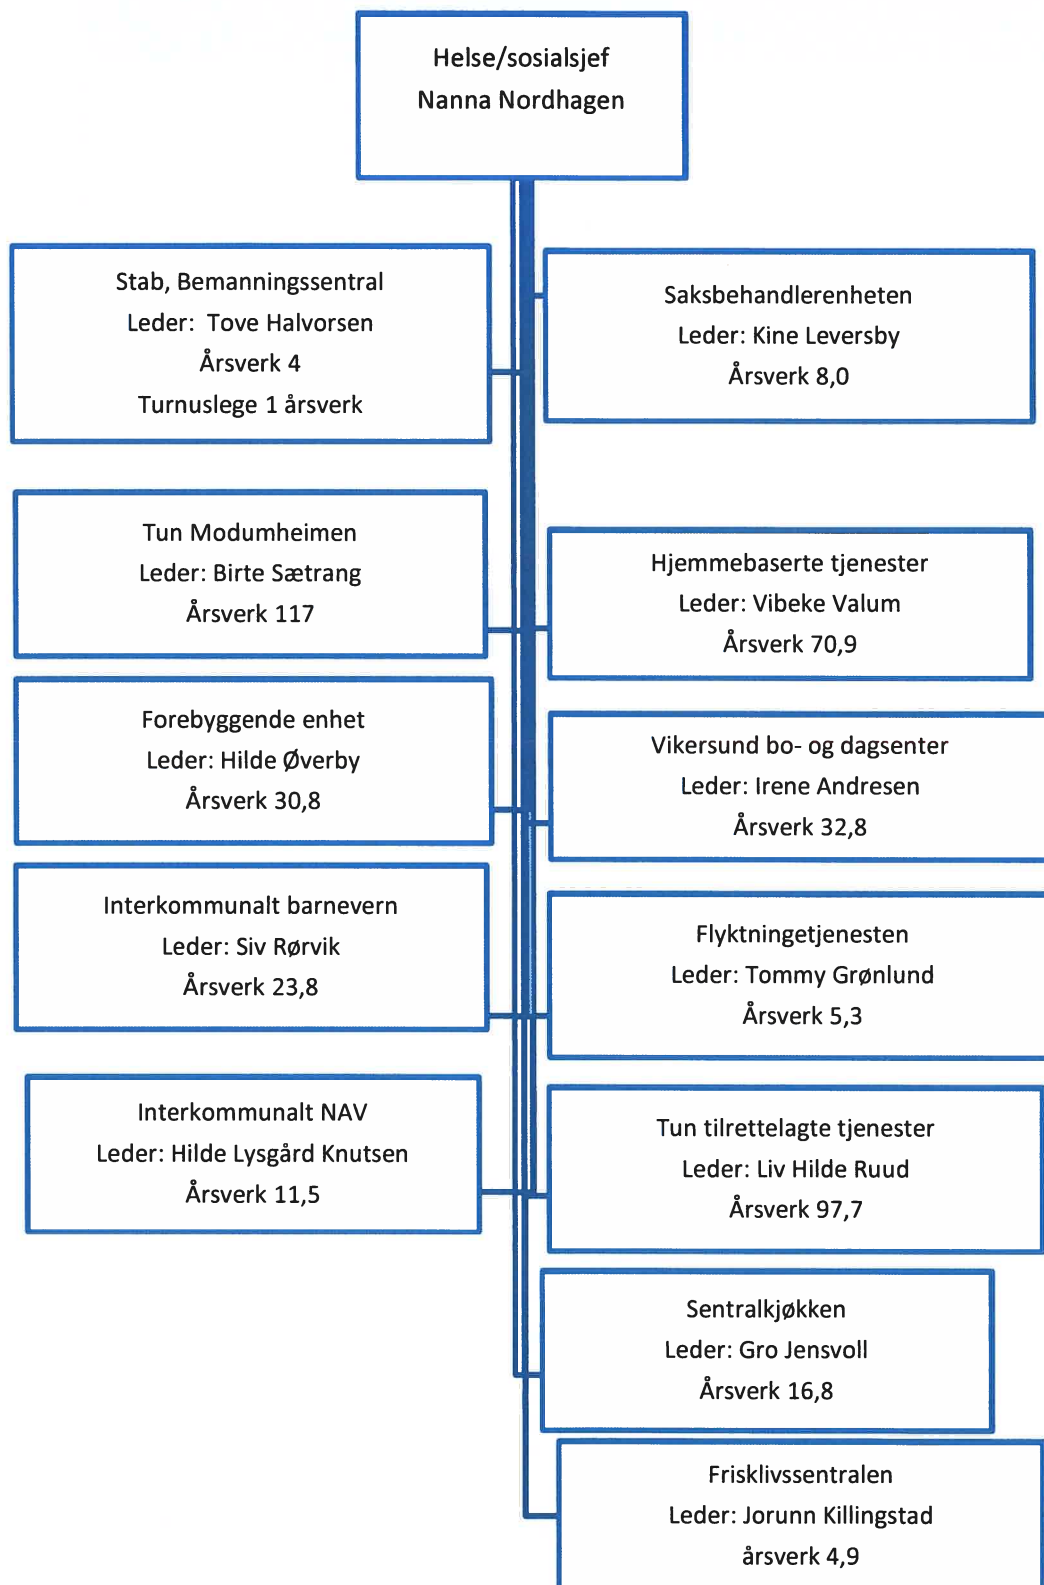 Helse/sosialsjef
Nanna Nordhagen
Stab, Bemanningssentral
Leder:  Tove Halvorsen
Årsverk 4
Turnuslege 1 årsverk
Saksbehandlerenheten
Leder: Kine Leversby
Årsverk 8,0
Tun Modumheimen
Leder: Birte Sætrang
Årsverk 117
Hjemmebaserte tjenester
Leder: Vibeke Valum
Årsverk 70,9
Forebyggende enhet
Leder: Hilde Øverby
Årsverk 30,8
Vikersund bo- og dagsenter
Leder: Irene Andresen
Årsverk 32,8
Interkommunalt barnevern
Leder: Siv Rørvik
Årsverk 23,8
Flyktningetjenesten
Leder: Tommy Grønlund
Årsverk 5,3
Interkommunalt NAV
Leder: Hilde Lysgård Knutsen
Årsverk 11,5
Tun tilrettelagte tjenester
Leder: Liv Hilde Ruud
Årsverk 97,7
Sentralkjøkken
Leder: Gro Jensvoll
Årsverk 16,8
Frisklivssentralen
Leder: Jorunn Killingstad
årsverk 4,9